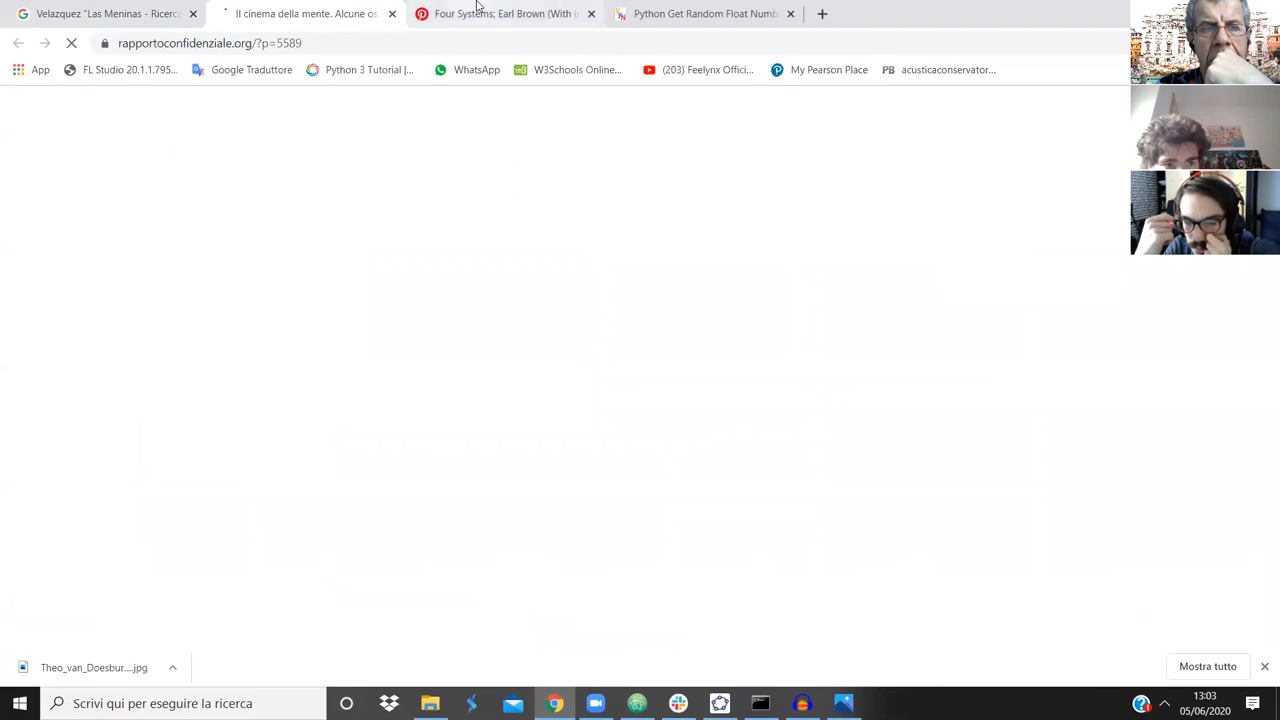 Velazquez "Las Meninas - Ricerca
Il cinema della mente. Alcune os
Four Systems; Earl Brown (With i
Python Get Random Float Numb
rapportoconfidenziale.org/?p=5589
App
FL Studio 20.1.1.795...
Google Traduttore
Python 3 Tutorial |...
WhatsApp
W3Schools Online...
(203) Feelynx Offici...
My Pearson Place
PB acusticaconservator...
Theo_van_Doesbur....jpg
Mostra tutto
Scrivi qui per eseguire la ricerca
13:03
05/06/2020